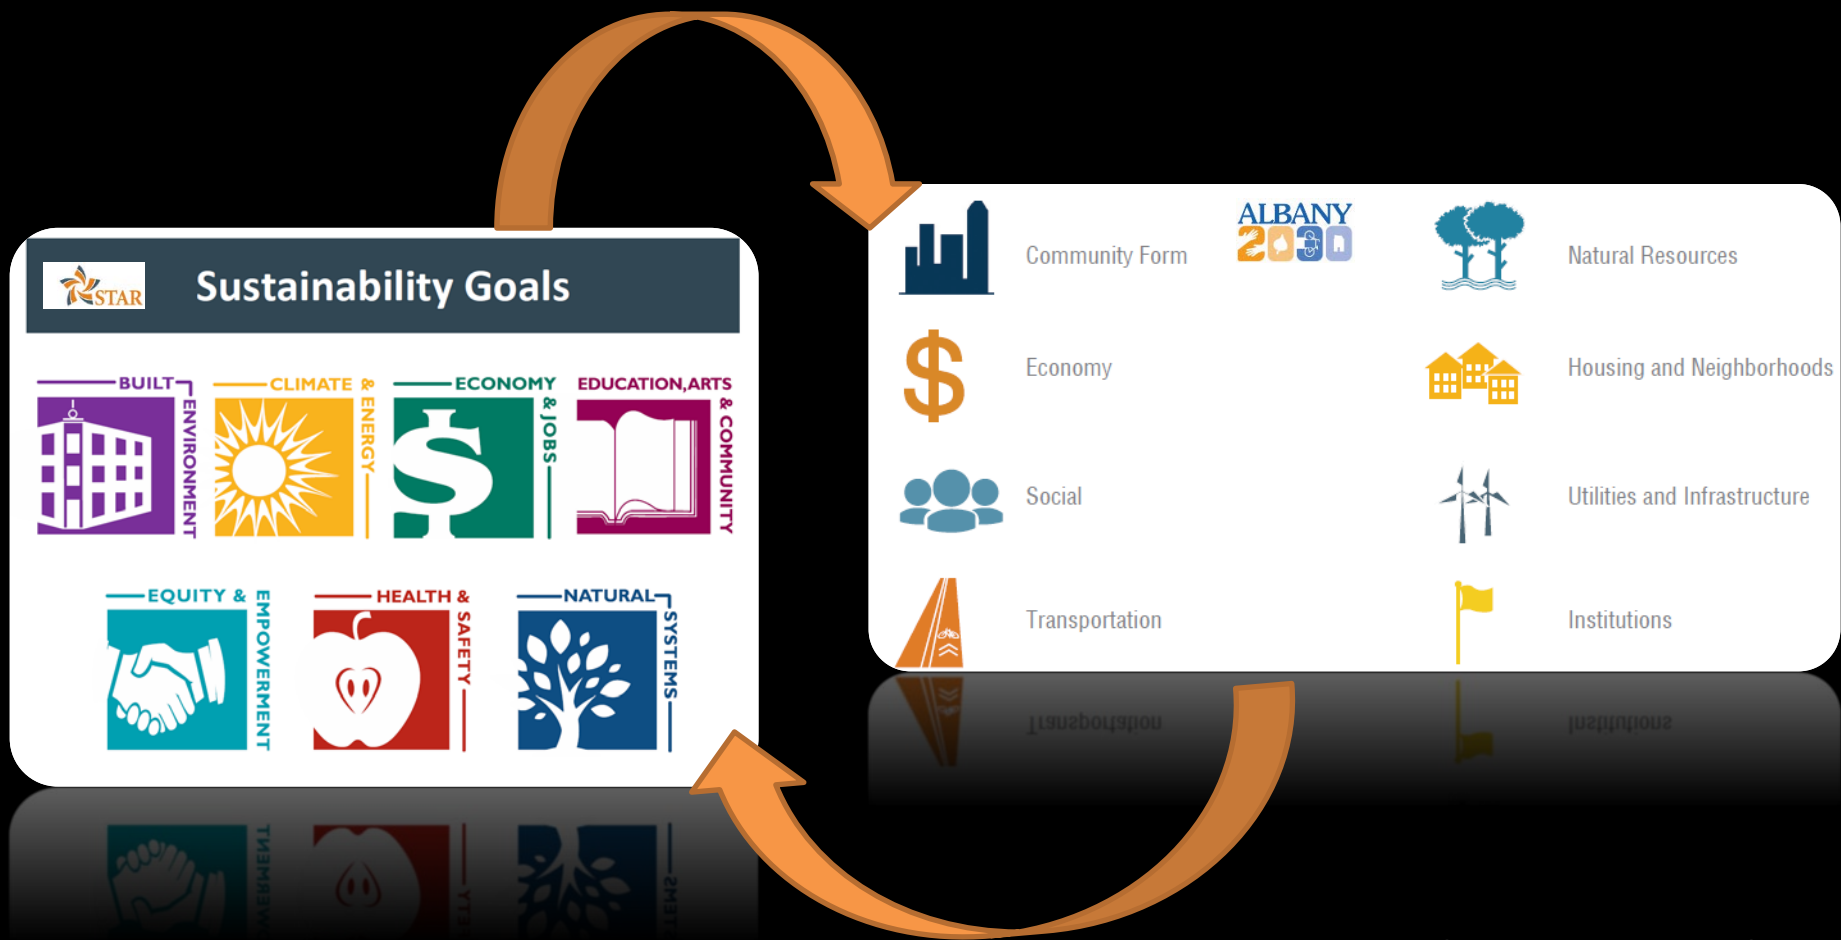 STAR
Sustainability Goals
BUILT
ENVIRONMENT
CLIMATE &
ENERGY
ECONOMY
& JOBS
EDUCATION, ARTS
& COMMUNITY
EQUITY &
EMPOWERMENT
HEALTH &
SAFETY
NATURAL
SYSTEMS
ALBANY
2030
Community Form
Natural Resources
Economy
Housing and Neighborhoods
Social
Utilities and Infrastructure
Transportation
Institutions